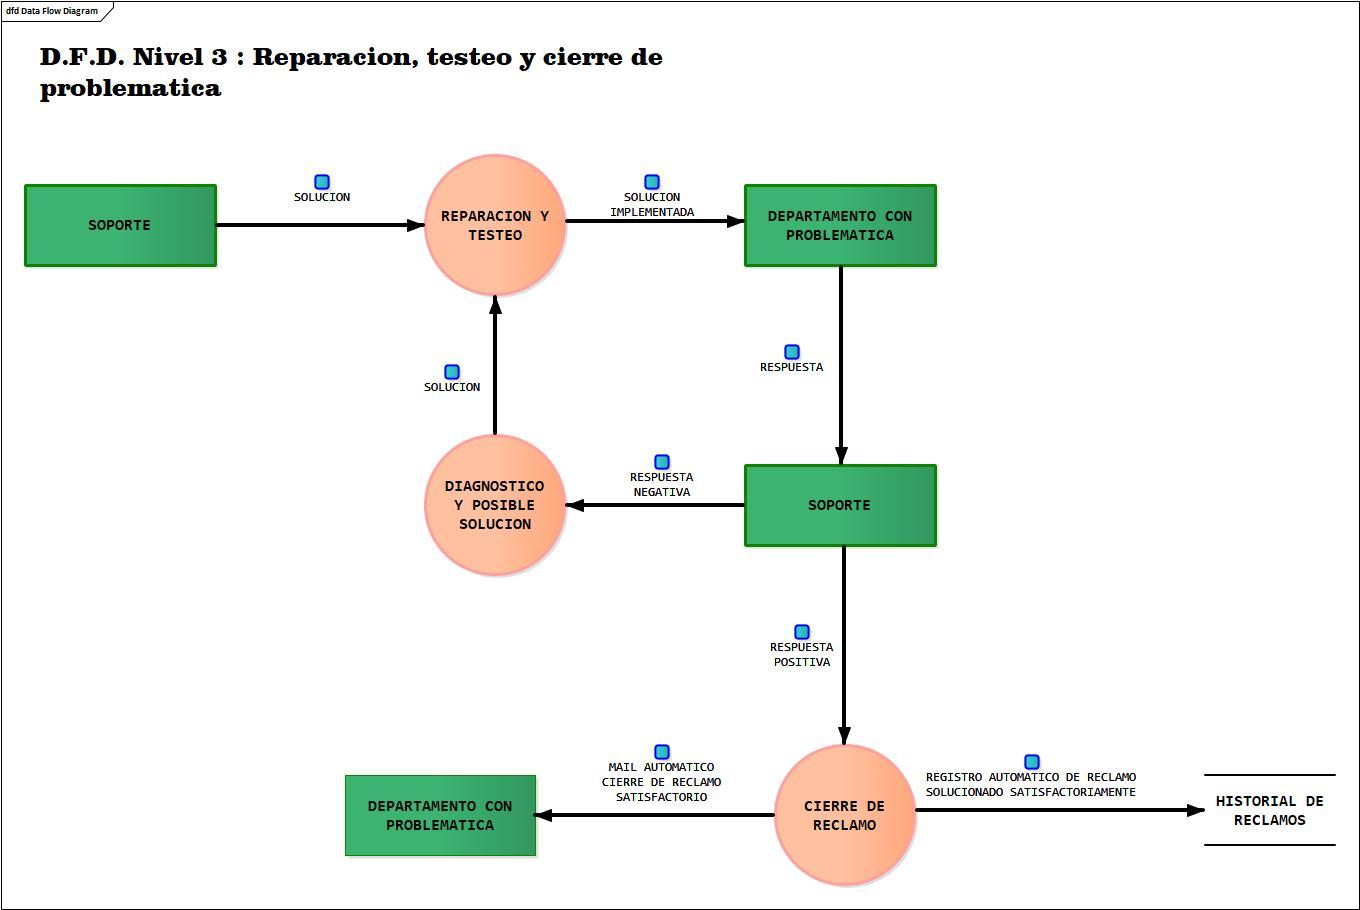 dfd Data Flow Diagram
D.F.D. Nivel 3 : Reparacion, testeo y cierre de
problematica
SOPORTE
SOLUCION
REPARACION Y
TESTEO
SOLUCION
IMPLEMENTADA
DEPARTAMENTO CON
PROBLEMATICA
RESPUESTA
SOLUCION
DIAGNOSTICO
Y POSIBLE
SOLUCION
RESPUESTA
NEGATIVA
SOPORTE
RESPUESTA
POSITIVA
DEPARTAMENTO CON
PROBLEMATICA
MAIL AUTOMATICO
CIERRE DE RECLAMO
SATISFACTORIO
CIERRE DE
RECLAMO
REGISTRO AUTOMATICO DE RECLAMO
SOLUCIONADO SATISFACTORIAMENTE
HISTORIAL DE
RECLAMOS